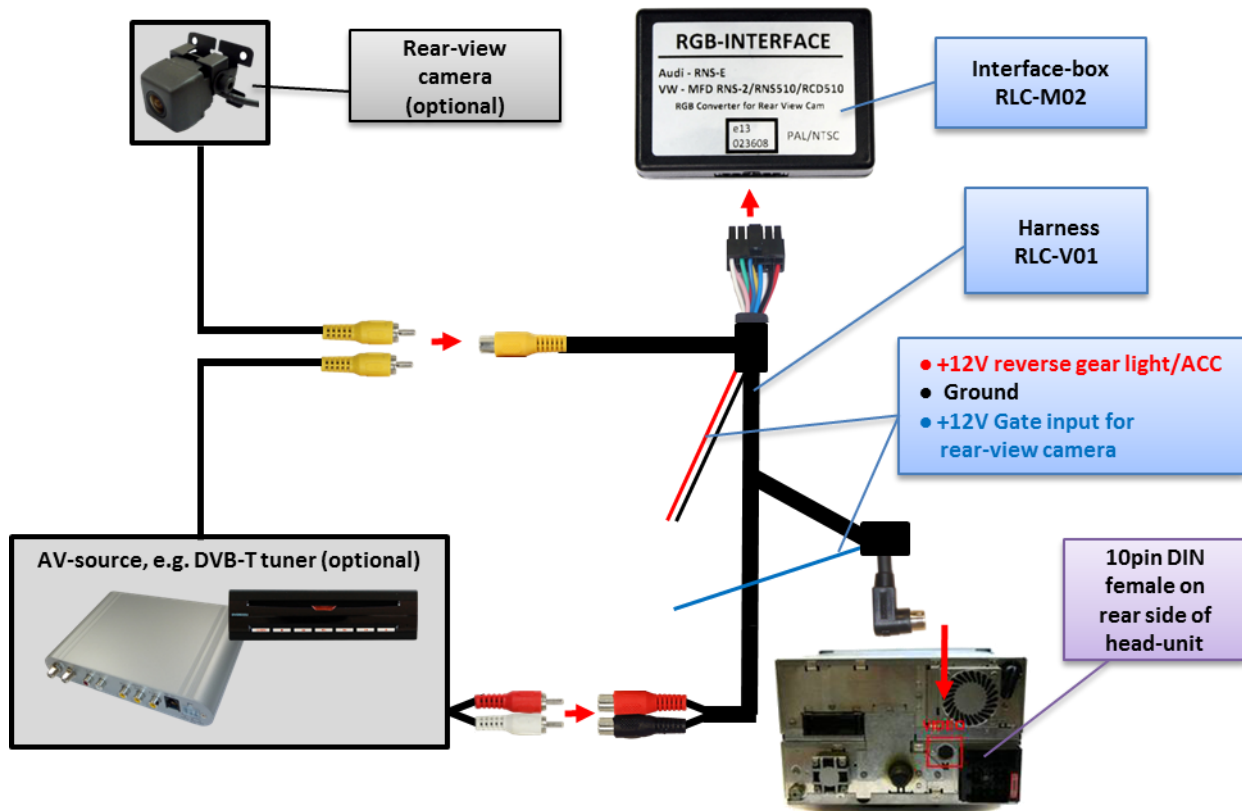 Rear-view
camera
(optional)
RGB-INTERFACE
Audi - RNS-E
VW - MFD RNS-2/RNS510/RCD510
RGB Converter for Rear View Cam
e13
023608
PAL/NTSC
Interface-box
RLC-M02
Harness
RLC-V01
+12V reverse gear light/ACC
Ground
+12V Gate input for
rear-view camera
AV-source, e.g. DVB-T tuner (optional)
10pin DIN
female on
rear side of
head-unit
VIDEO